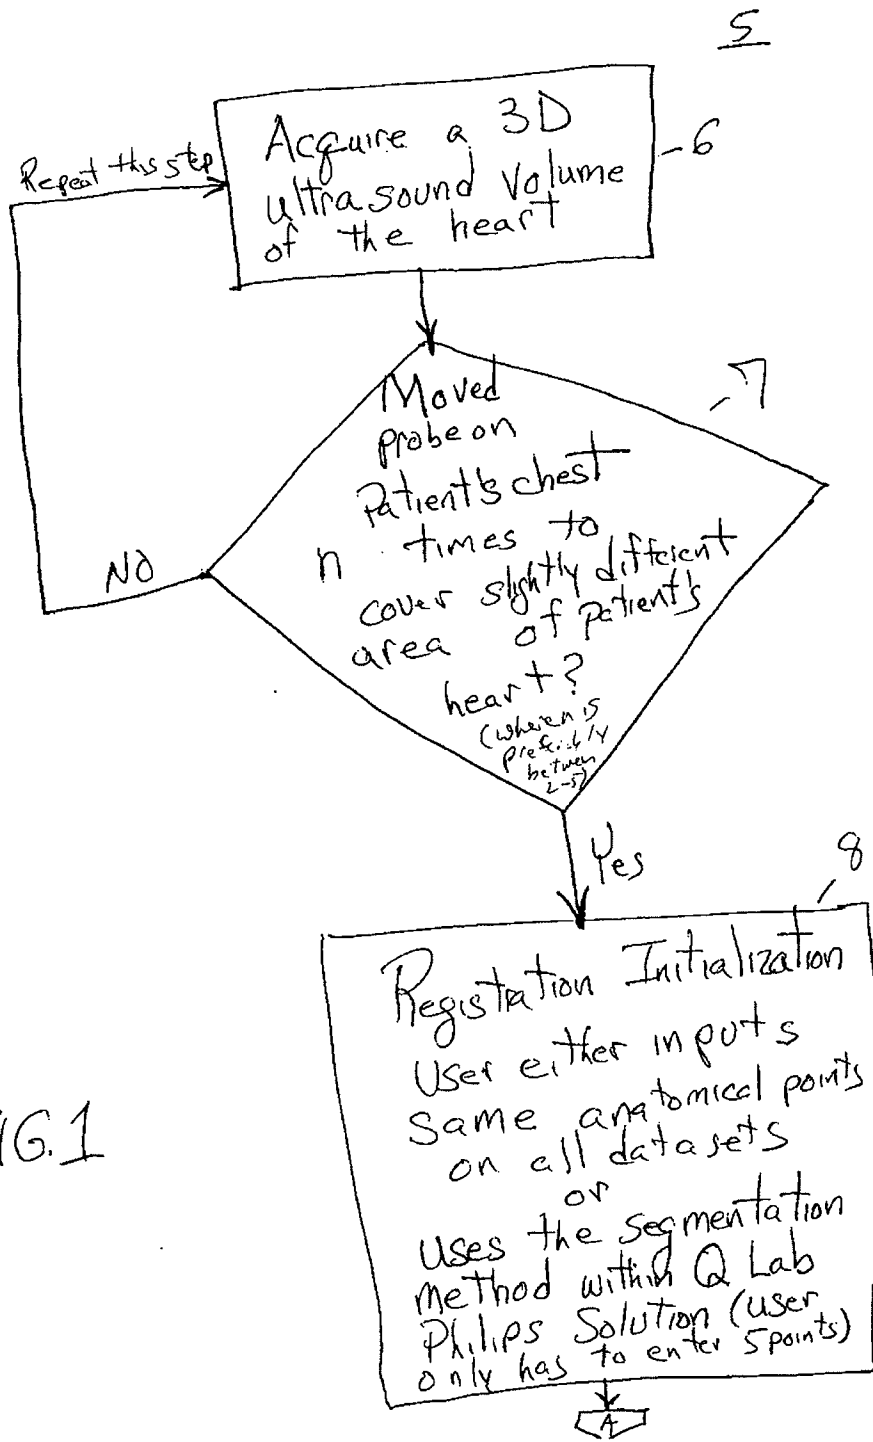 5
Acquire a 3D
ultrasound Volume
of the heart
6
Repeat this step
Moved
probe on
Patient's chest
n times to
cover slightly different
area of patient's
heart?
(where n is
preferably
between
2-5)
7
NO
Yes
8
Registration Initialization
User either inputs
Same anatomical points
on all datasets
or
uses the segmentation
method within Q Lab
Philips Solution (user
only has to enter 5 points)
A
IG.1